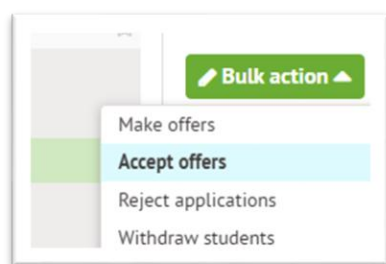 Bulk action
Make offers
Accept offers
Reject applications
Withdraw students